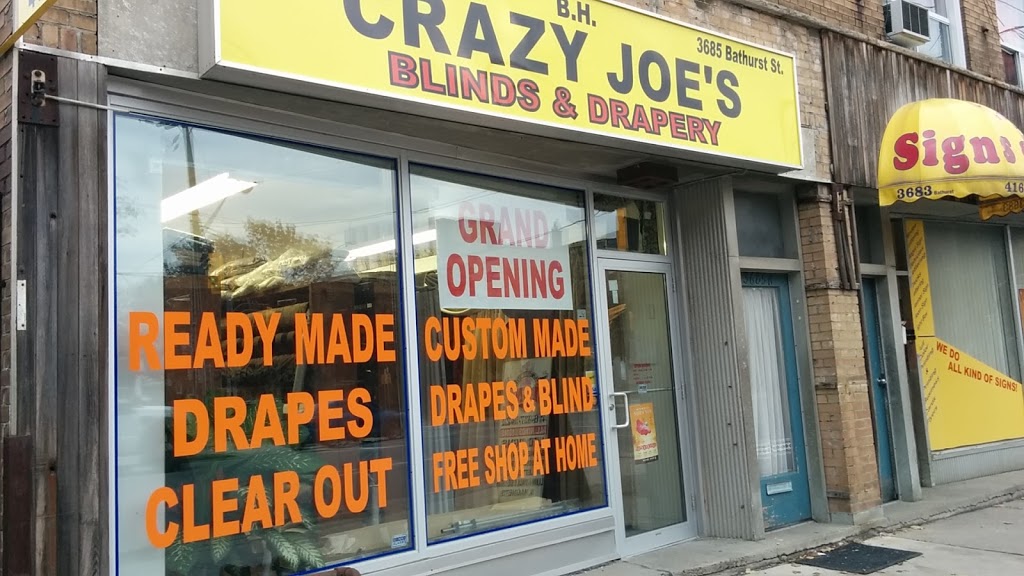 B.H.
CRAZY JOE'S
3685 Bathurst St.
BLINDS & DRAPERY
GRAND
OPENING
READY MADE
DRAPES
CLEAR OUT
CUSTOM MADE
DRAPES & BLIND
FREE SHOP AT HOME
Signs
3683 Bathurst
416
WE DO
ALL KIND OF SIGNS!